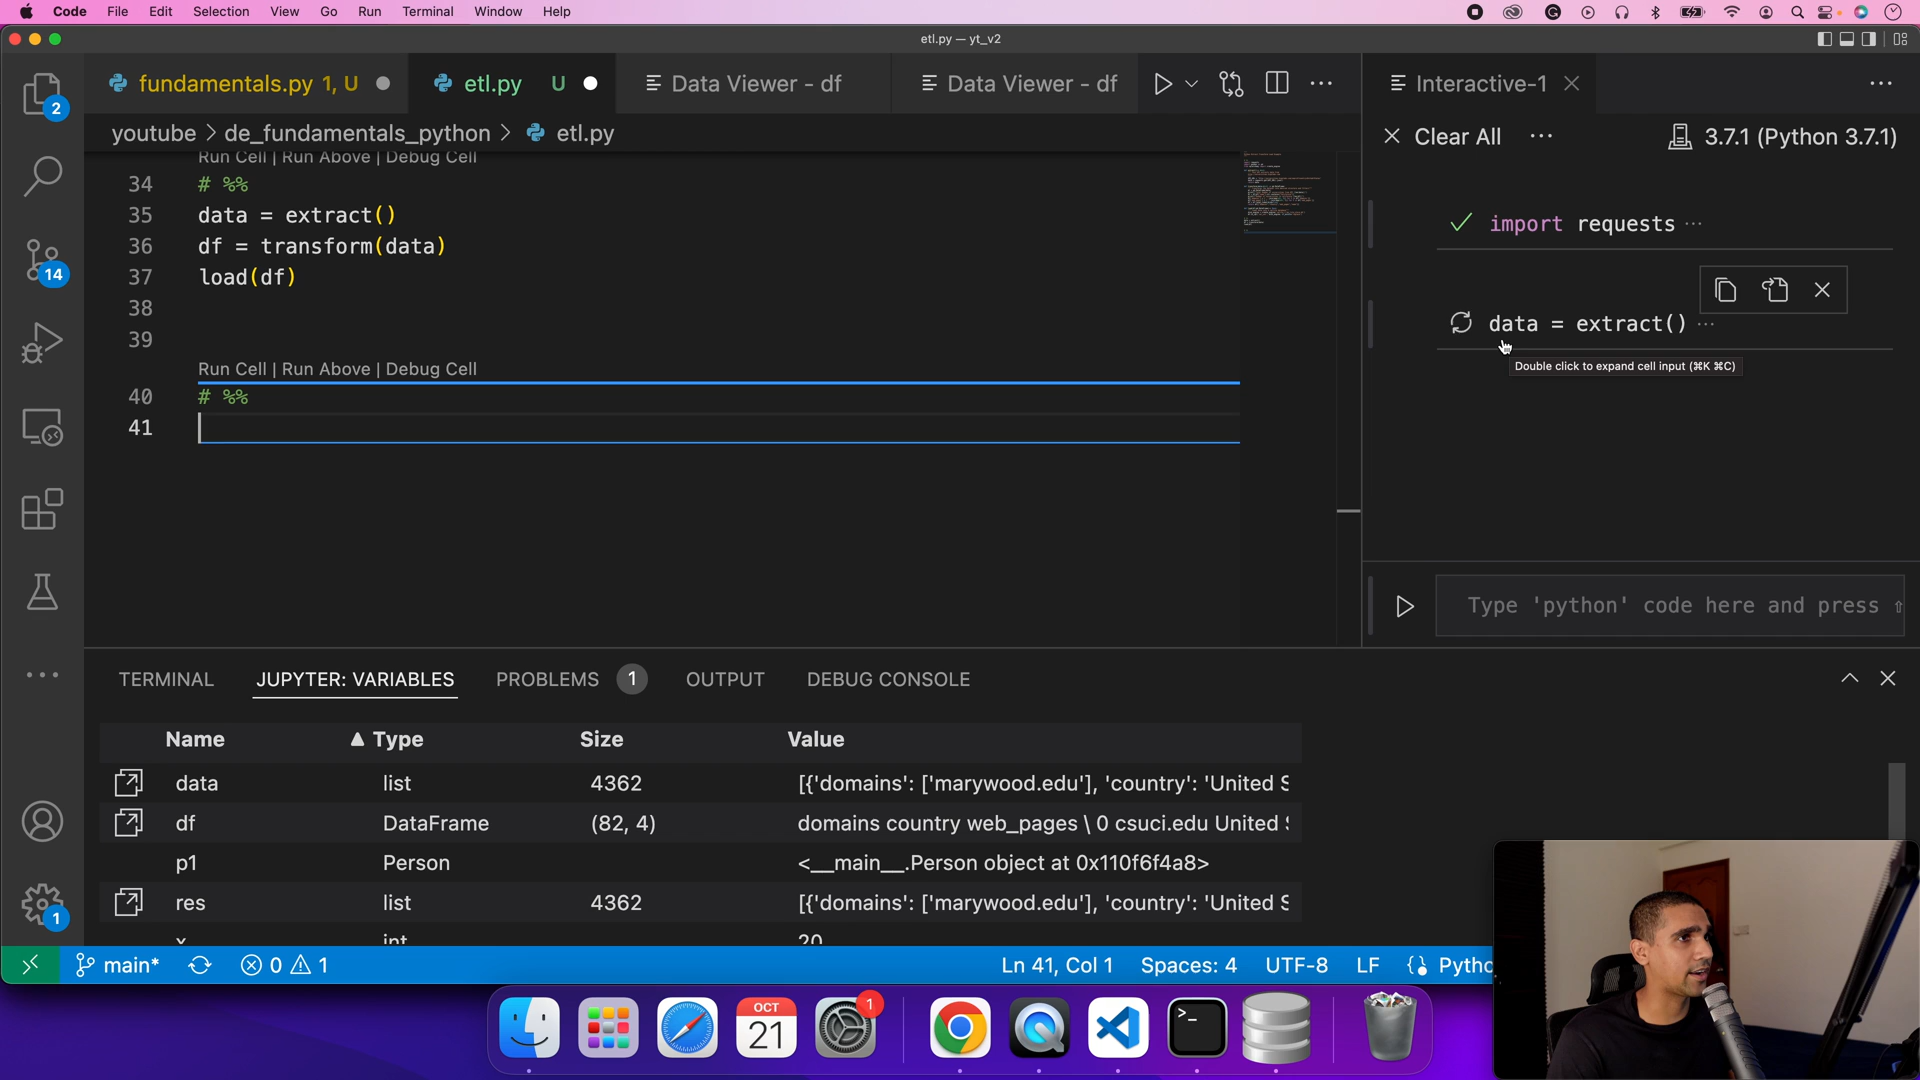 Code File Edit Selection View Go Run Terminal Window Help
etl.py — yt_v2
fundamentals.py 1, U
etl.py U
Data Viewer - df
Data Viewer - df
Interactive-1
youtube > de_fundamentals_python > etl.py
Clear All
3.7.1 (Python 3.7.1)
Run Cell | Run Above | Debug Cell
34 # %%
35 data = extract()
36 df = transform(data)
37 load(df)
38
39
Run Cell | Run Above | Debug Cell
40 # %%
41
import requests ...
data = extract() ...
Double click to expand cell input (⌘K ⌘C)
Type 'python' code here and press ⇧
2
14
1
TERMINAL JUPYTER: VARIABLES PROBLEMS 1 OUTPUT DEBUG CONSOLE
Name ▲ Type Size Value
data list 4362 [{'domains': ['marywood.edu'], 'country': 'United S
df DataFrame (82, 4) domains country web_pages \ 0 csuci.edu United
p1 Person <__main__.Person object at 0x110f6f4a8>
res list 4362 [{'domains': ['marywood.edu'], 'country': 'United S
x int 20
main* 0 1 Ln 41, Col 1 Spaces: 4 UTF-8 LF Pytho
OCT
21
1